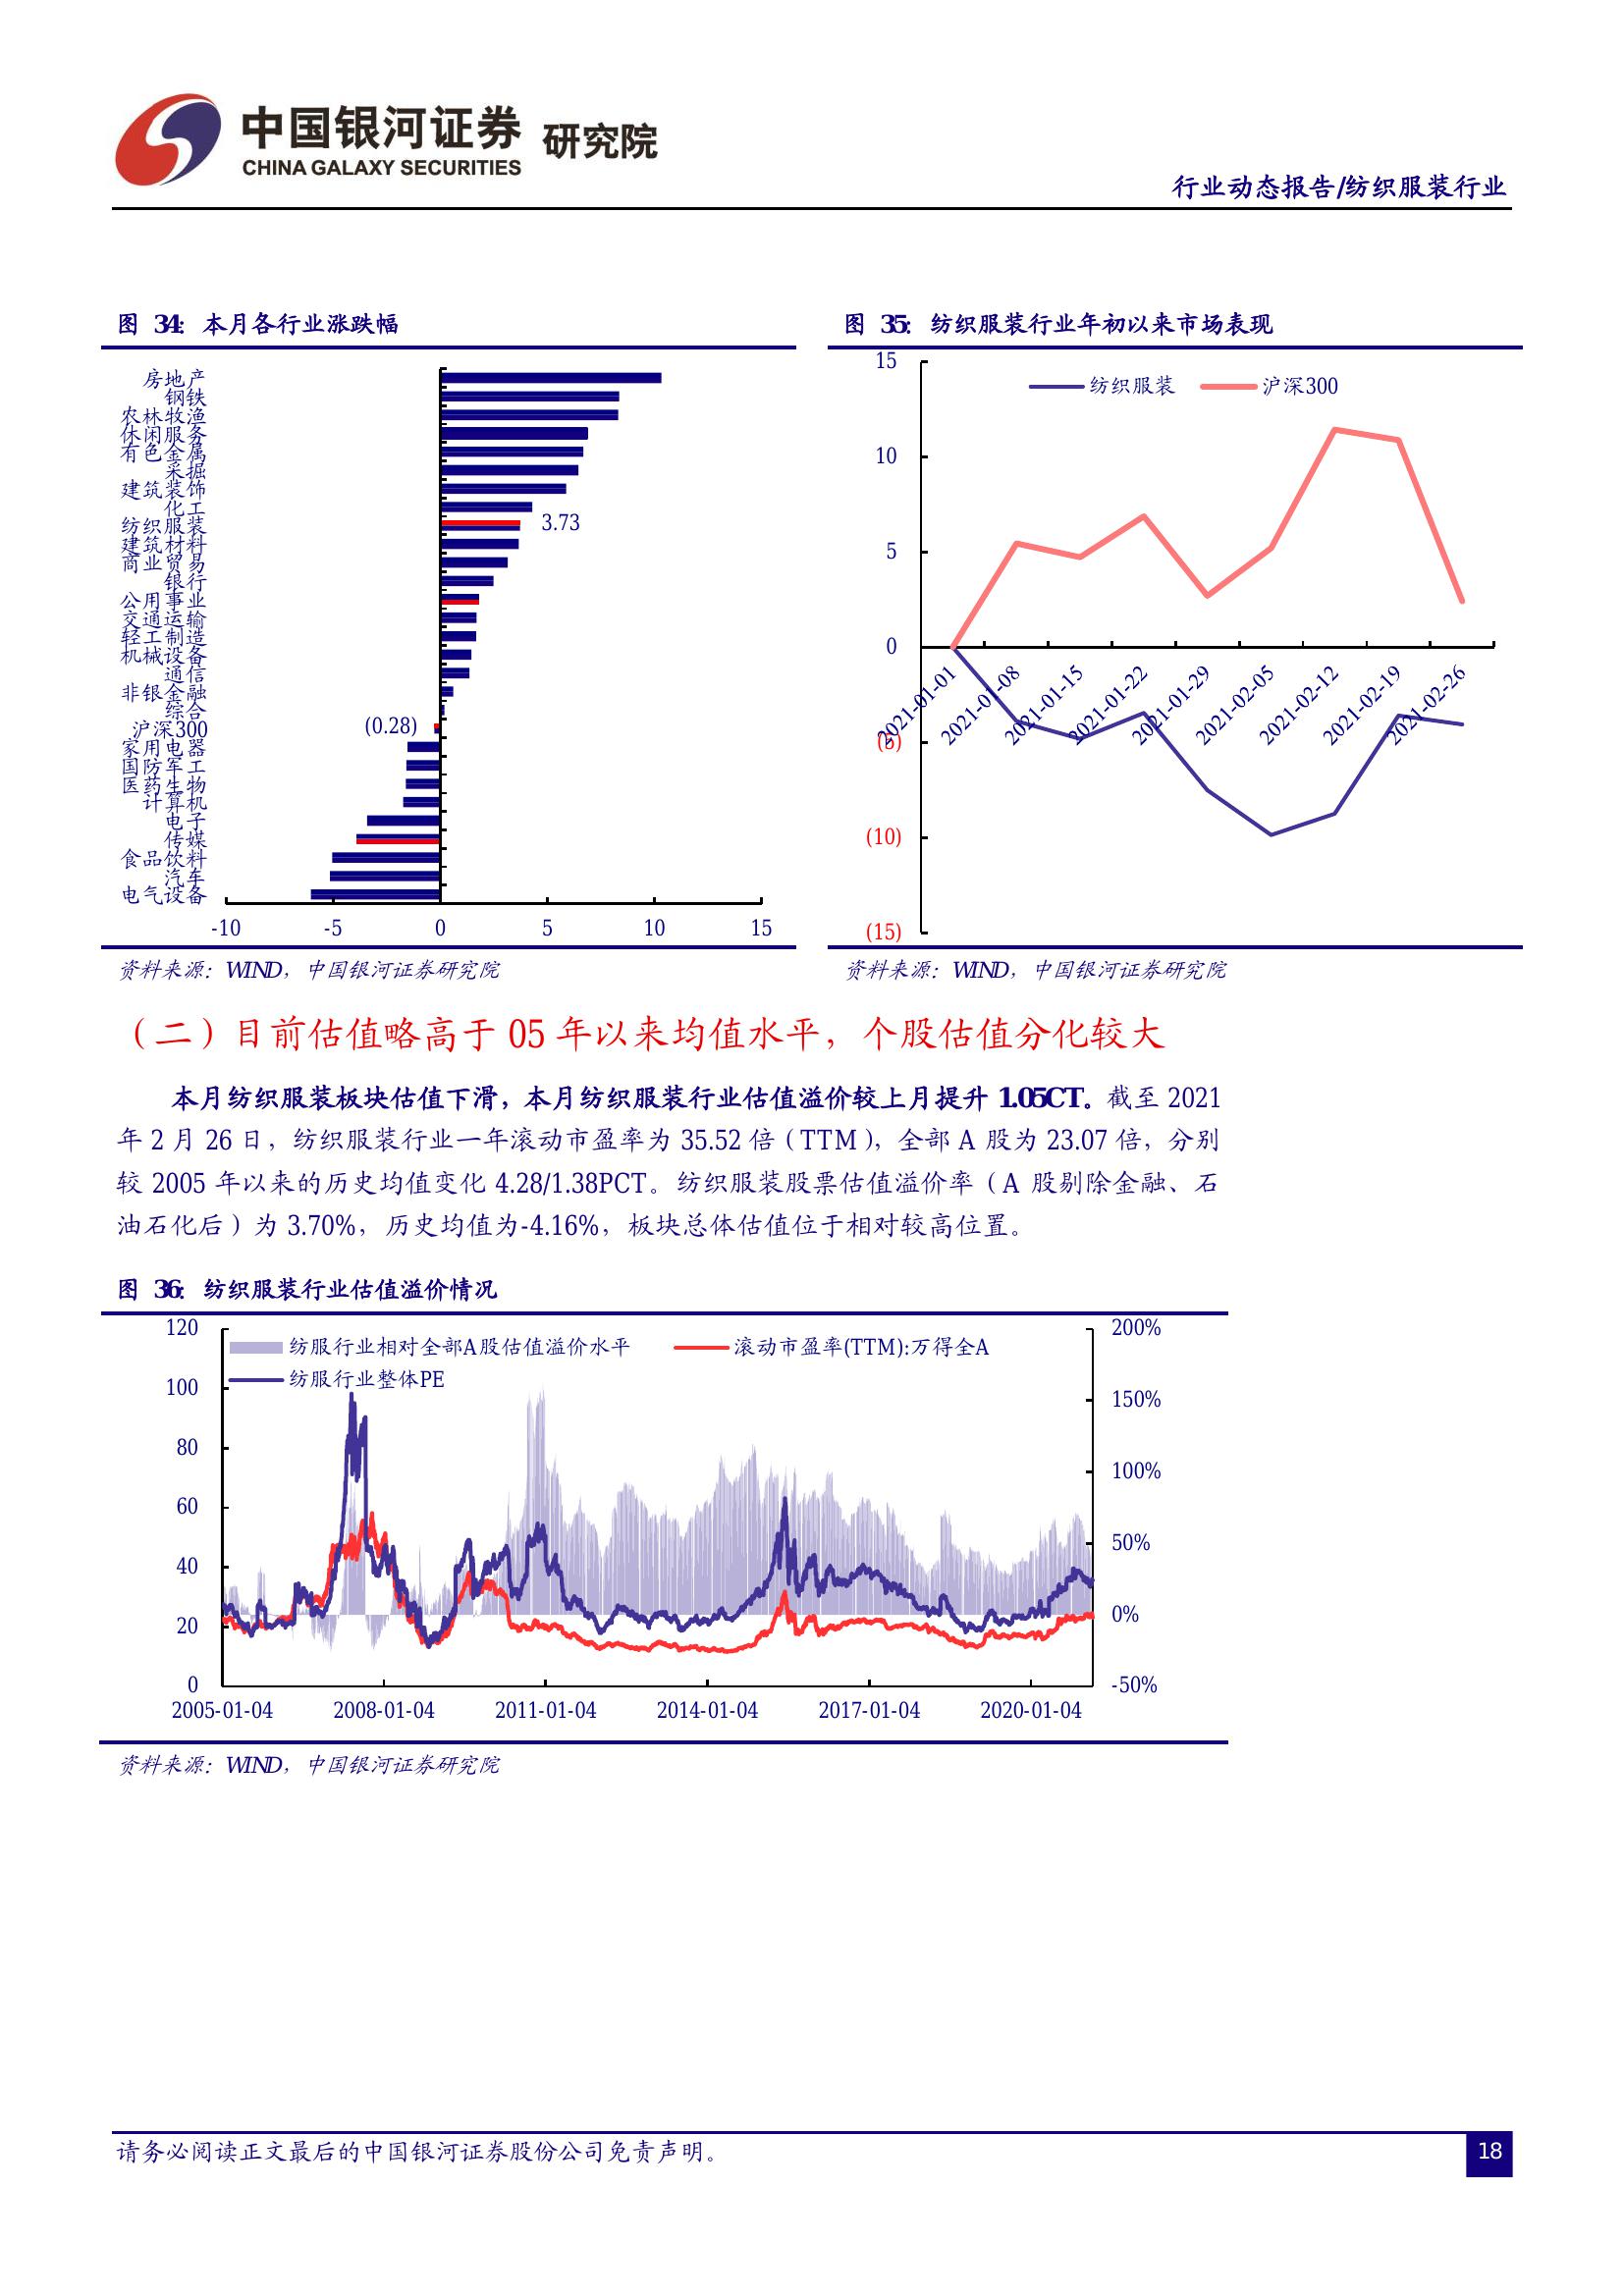 中国银河证券 研究院
CHINA GALAXY SECURITIES
行业动态报告/纺织服装行业
图 34: 本月各行业涨跌幅
房地产
钢铁
农林牧渔
休闲服务
有色金属
采掘
建筑装饰
化工
纺织服装
3.73
建筑材料
商业贸易
银行
公用事业
交通运输
轻工制造
机械设备
通信
非银金融
综合
沪深300
(0.28)
家用电器
国防军工
医药生物
计算机
电子
传媒
食品饮料
汽车
电气设备
-10 -5 0 5 10 15
资料来源: WIND, 中国银河证券研究院
图 35: 纺织服装行业年初以来市场表现
纺织服装 沪深300
15
10
5
0
(5)
(10)
(15)
2021-01-01 2021-01-08 2021-01-15 2021-01-22 2021-01-29 2021-02-05 2021-02-12 2021-02-19 2021-02-26
资料来源: WIND, 中国银河证券研究院
（二）目前估值略高于 05 年以来均值水平，个股估值分化较大
本月纺织服装板块估值下滑，本月纺织服装行业估值溢价较上月提升 1.05CT。截至 2021
年 2 月 26 日，纺织服装行业一年滚动市盈率为 35.52 倍（TTM），全部 A 股为 23.07 倍，分别
较 2005 年以来的历史均值变化 4.28/1.38PCT。纺织服装股票估值溢价率（A 股剔除金融、石
油石化后）为 3.70%，历史均值为-4.16%，板块总体估值位于相对较高位置。
图 36: 纺织服装行业估值溢价情况
纺服行业相对全部A股估值溢价水平 滚动市盈率(TTM):万得全A
纺服行业整体PE
120
100
80
60
40
20
0
200%
150%
100%
50%
0%
-50%
2005-01-04 2008-01-04 2011-01-04 2014-01-04 2017-01-04 2020-01-04
资料来源: WIND, 中国银河证券研究院
请务必阅读正文最后的中国银河证券股份公司免责声明。
18